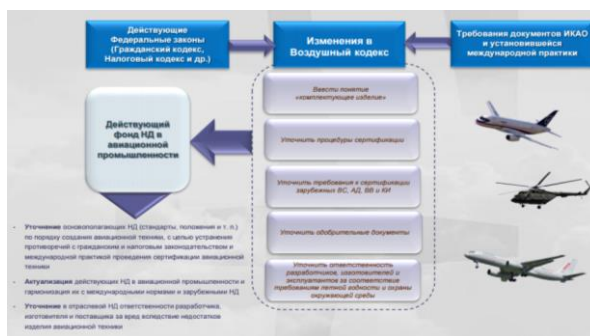 Действующие
Федеральные законы
(Гражданский кодекс,
Налоговый кодекс и др.)
Изменения в
Воздушный кодекс
Требования документов ИКАО
и установившейся
международной практики
Ввести понятие
«комплектующее изделие»
Уточнить процедуры сертификации
Уточнить требования к сертификации
зарубежных ВС, АД, ВВ и КИ
Уточнить одобрительные документы
Уточнить ответственность
разработчиков, изготовителей и
эксплуатантов за соответствие
требованиям летной годности и охраны
окружающей среды
Действующий
фонд НД в
авиационной
промышленности
- Уточнение основополагающих НД (стандарты, положения и т. п.)
по порядку создания авиационной техники, с целью устранения
противоречий с гражданским и налоговым законодательством и
международной практикой проведения сертификации авиационной
техники
- Актуализация действующих НД в авиационной промышленности и
гармонизация их с международными нормами и зарубежными НД
- Уточнение в отраслевой НД ответственности разработчика,
изготовителя и поставщика за вред вследствие недостатков
изделия авиационной техники